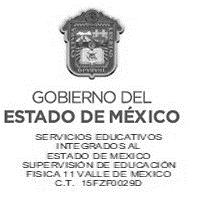 GOBIERNO DEL
ESTADO DE MÉXICO
SERVICIOS EDUCATIVOS
INTEGRADOS AL
ESTADO DE MEXICO
SUPERVISIÓN DE EDUCACIÓN
FISICA 11 VALLE DE MEXICO
C.T. 15FZF0029D